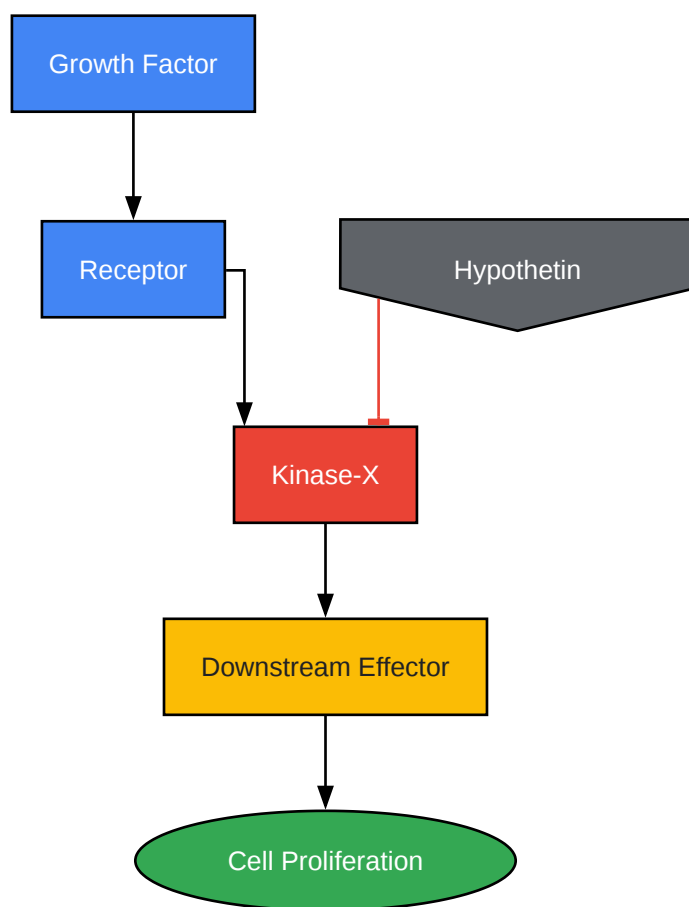 Growth Factor
Receptor
Hypothetin
Kinase-X
Downstream Effector
Cell Proliferation